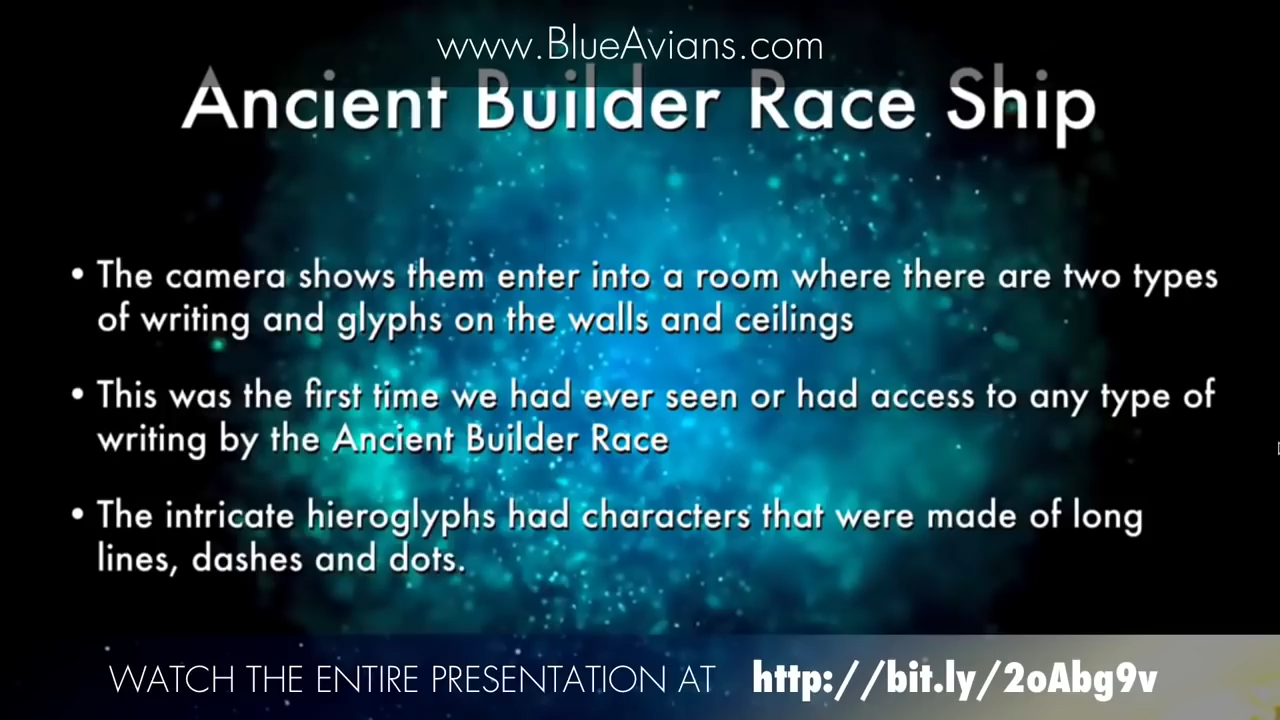 www.BlueAvians.com
Ancient Builder Race Ship
• The camera shows them enter into a room where there are two types
of writing and glyphs on the walls and ceilings
• This was the first time we had ever seen or had access to any type of
writing by the Ancient Builder Race
• The intricate hieroglyphs had characters that were made of long
lines, dashes and dots.
WATCH THE ENTIRE PRESENTATION AT http://bit.ly/2oAbg9v